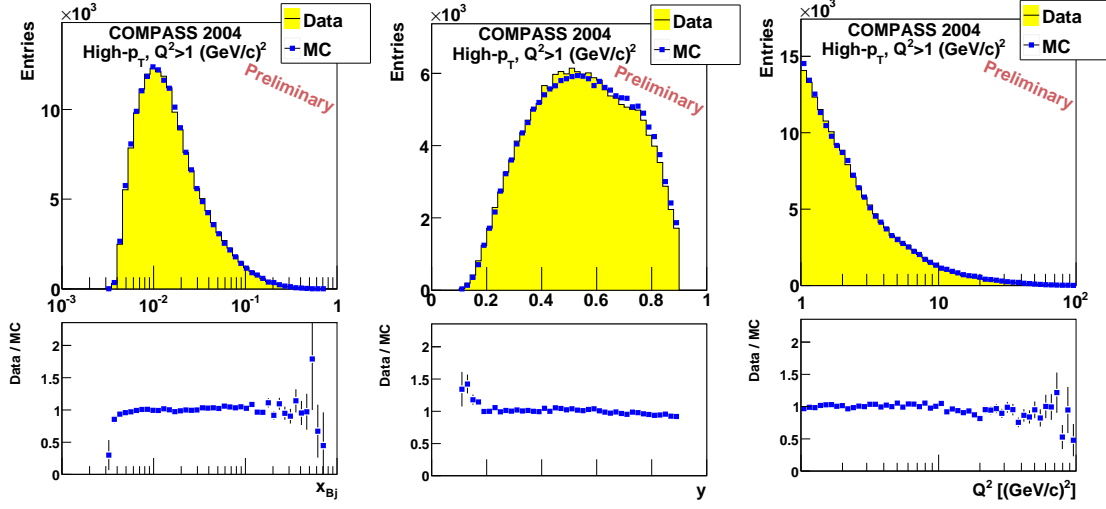 ×10³
COMPASS 2004
High-p_T, Q²>1 (GeV/c)²
Preliminary
Data
MC
Entries
10
5
0
10⁻³
10⁻²
10⁻¹
1
Data / MC
2
1.5
1
0.5
0
x_Bj
×10³
COMPASS 2004
High-p_T, Q²>1 (GeV/c)²
Preliminary
Data
MC
Entries
6
4
2
0
0
0.2
0.4
0.6
0.8
1
Data / MC
2
1.5
1
0.5
0
y
×10³
COMPASS 2004
High-p_T, Q²>1 (GeV/c)²
Preliminary
Data
MC
Entries
15
10
5
0
1
10
10²
Data / MC
2
1.5
1
0.5
0
Q² [(GeV/c)²]